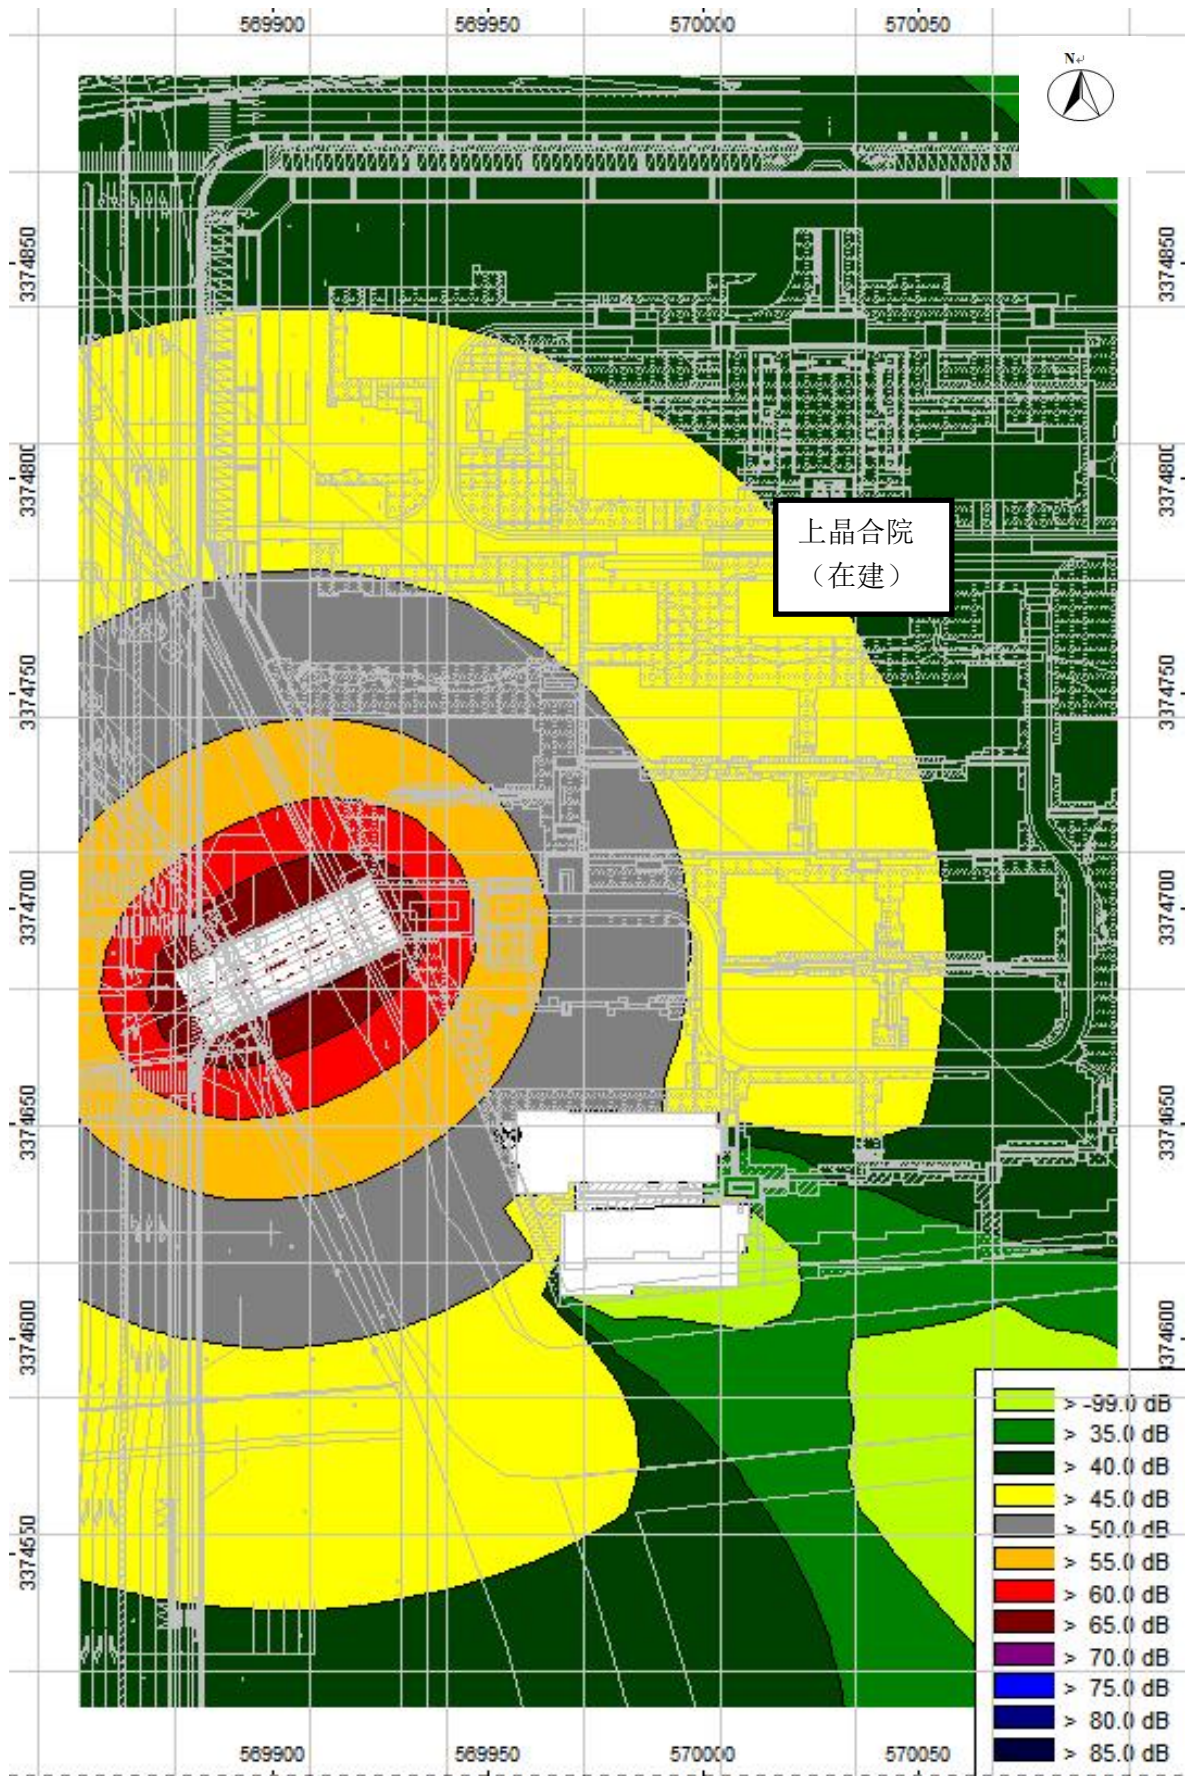 569900 569950 570000 570050
N
3374850 3374850
3374800 3374800
上晶合院
（在建）
3374750 3374750
3374700 3374700
3374650 3374650
3374600 3374600
3374550
> -99.0 dB
> 35.0 dB
> 40.0 dB
> 45.0 dB
> 50.0 dB
> 55.0 dB
> 60.0 dB
> 65.0 dB
> 70.0 dB
> 75.0 dB
> 80.0 dB
> 85.0 dB
569900 569950 570000 570050